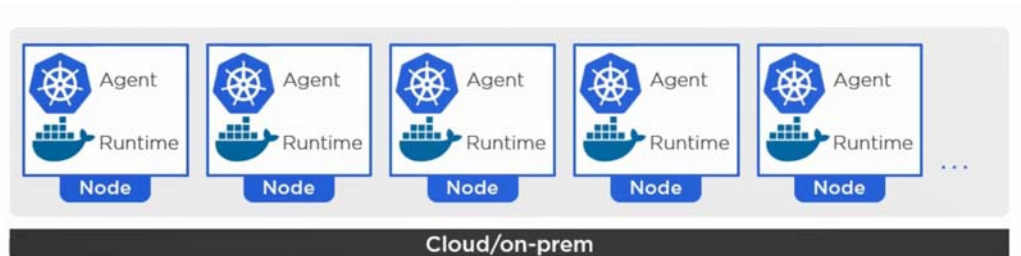 Agent Agent Agent Agent Agent
Runtime Runtime Runtime Runtime Runtime
...
Node Node Node Node Node
Cloud/on-prem